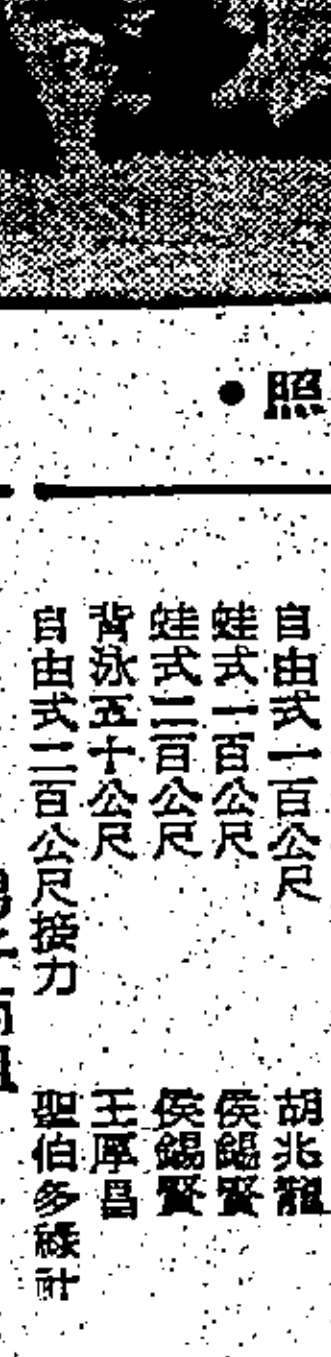 照
自由式一百公尺 胡兆龍
蛙式一百公尺 侯錫賢
蛙式二百公尺 侯錫賢
背泳五十公尺 王厚昌
自由式二百公尺接力 聖伯多祿計